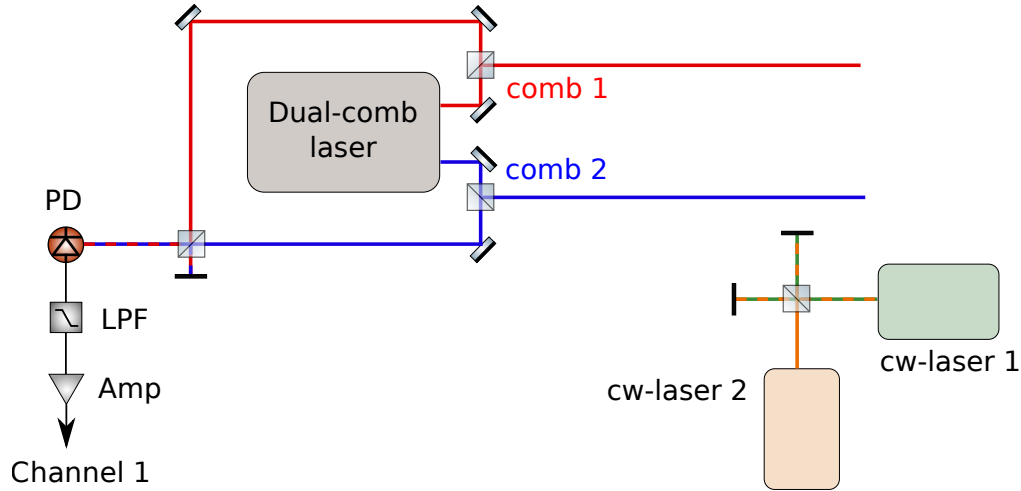 Dual-comb
laser
comb 1
comb 2
PD
LPF
Amp
Channel 1
cw-laser 1
cw-laser 2